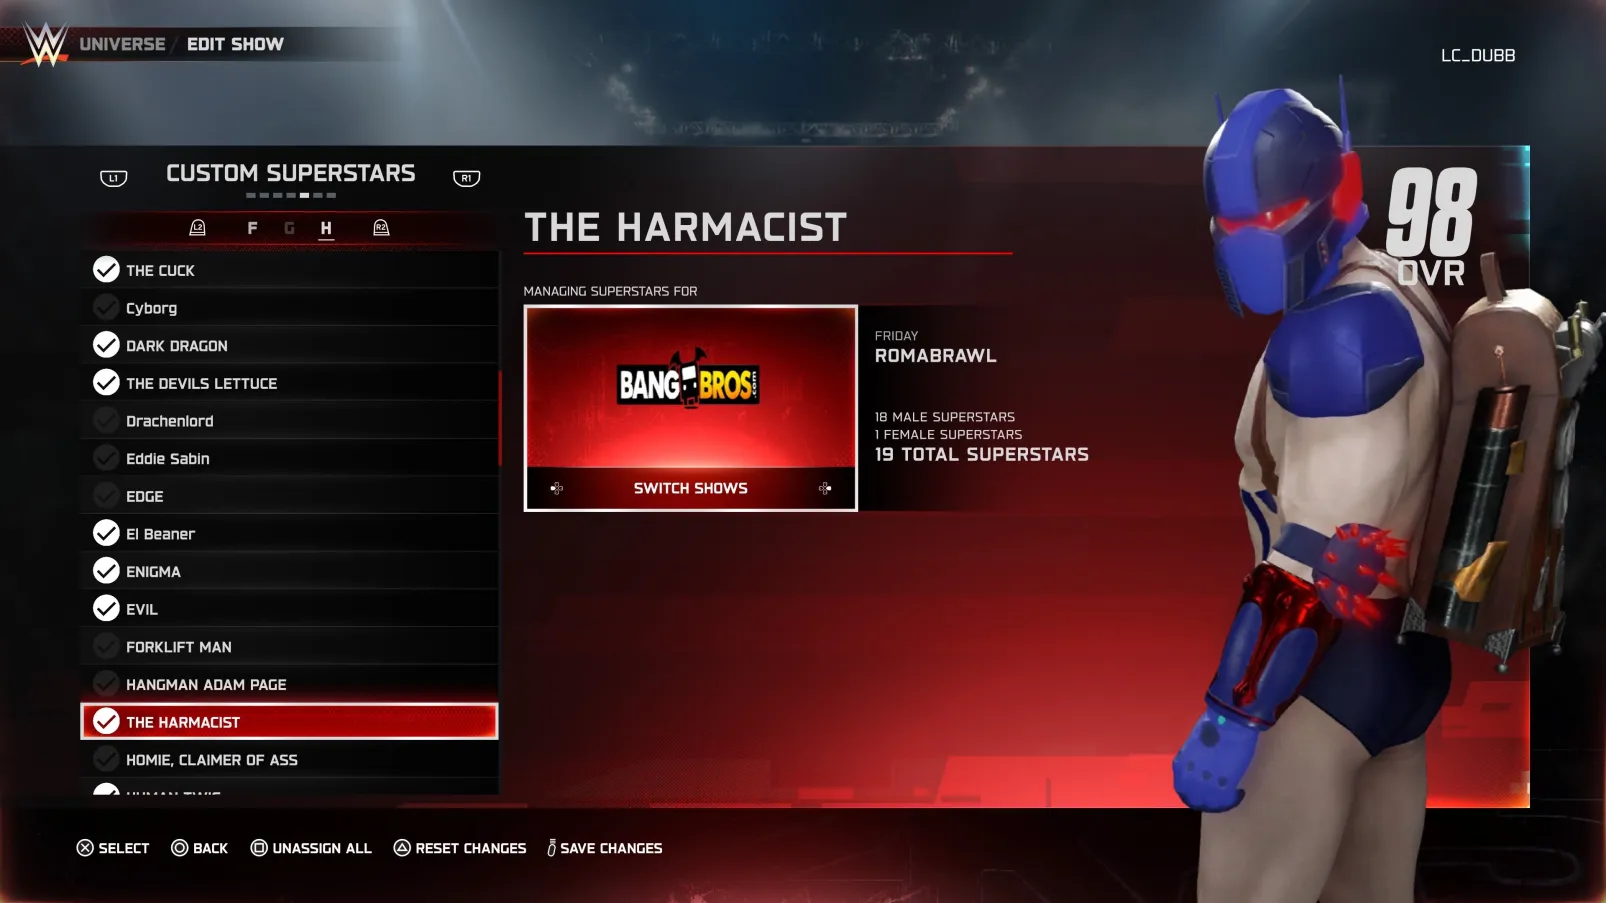 UNIVERSE / EDIT SHOW
LC_DUBB
L1 CUSTOM SUPERSTARS R1
L2 F G H R2
THE CUCK
Cyborg
DARK DRAGON
THE DEVILS LETTUCE
Drachenlord
Eddie Sabin
EDGE
El Beaner
ENIGMA
EVIL
FORKLIFT MAN
HANGMAN ADAM PAGE
THE HARMACIST
HOMIE, CLAIMER OF ASS
THE HARMACIST
MANAGING SUPERSTARS FOR
BANGBROS.com
SWITCH SHOWS
FRIDAY
ROMABRAWL
18 MALE SUPERSTARS
1 FEMALE SUPERSTARS
19 TOTAL SUPERSTARS
98
OVR
SELECT BACK UNASSIGN ALL RESET CHANGES SAVE CHANGES